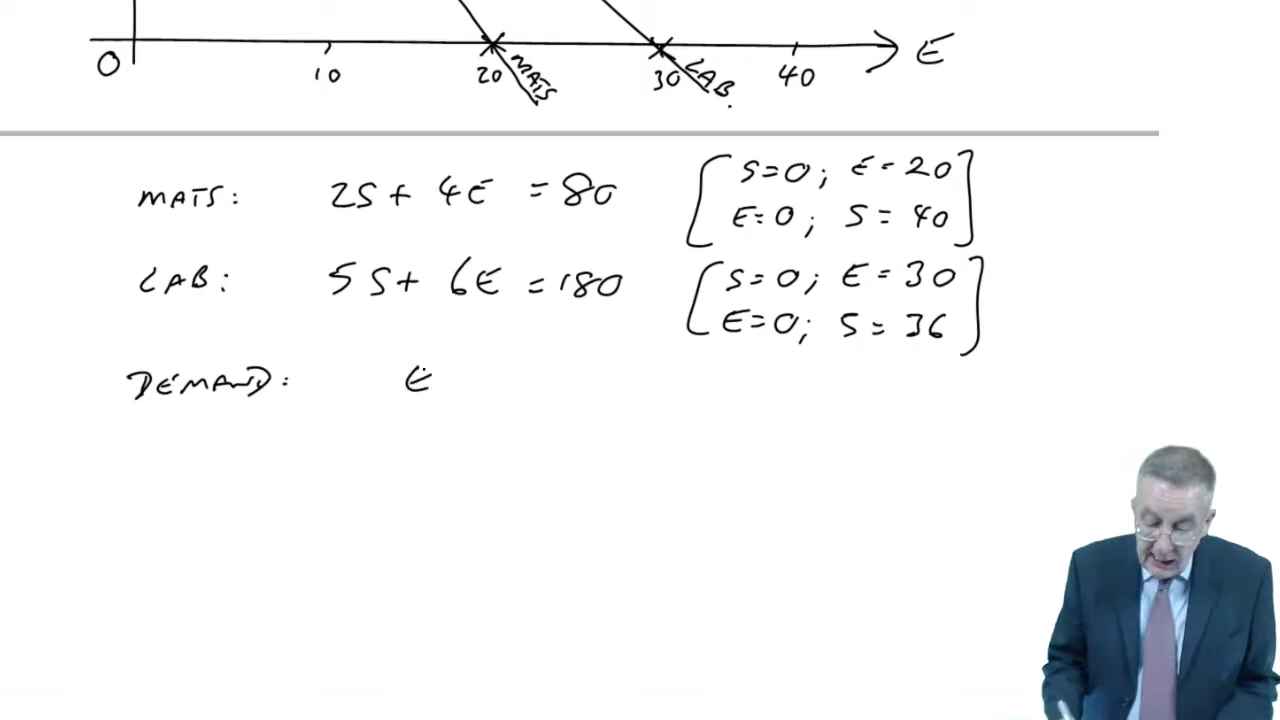 0 10 20 30 40 E
MATS LAB.
MATS: 2S + 4E = 80 [S=0; E=20
E=0; S=40]
LAB: 5S + 6E = 180 [S=0; E=30
E=0; S=36]
DEMAND: E